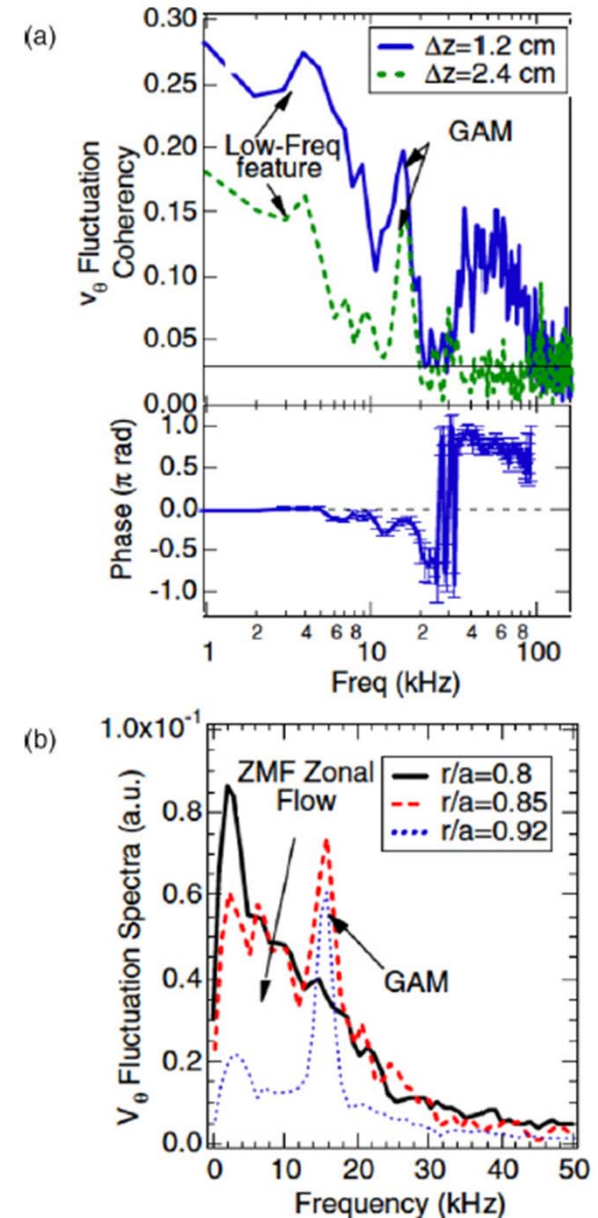 (a)
0.30
0.25
0.20
0.15
0.10
0.05
0.00
vθ Fluctuation
Coherency
Δz=1.2 cm
Δz=2.4 cm
Low-Freq
feature
GAM
1.0
0.5
0.0
-0.5
-1.0
Phase (π rad)
1 2 4 6 8 10 2 4 6 8 100
Freq (kHz)
(b)
1.0x10-1
0.8
0.6
0.4
0.2
0.0
Vθ Fluctuation Spectra (a.u.)
ZMF Zonal
Flow
r/a=0.8
r/a=0.85
r/a=0.92
GAM
0 10 20 30 40 50
Frequency (kHz)